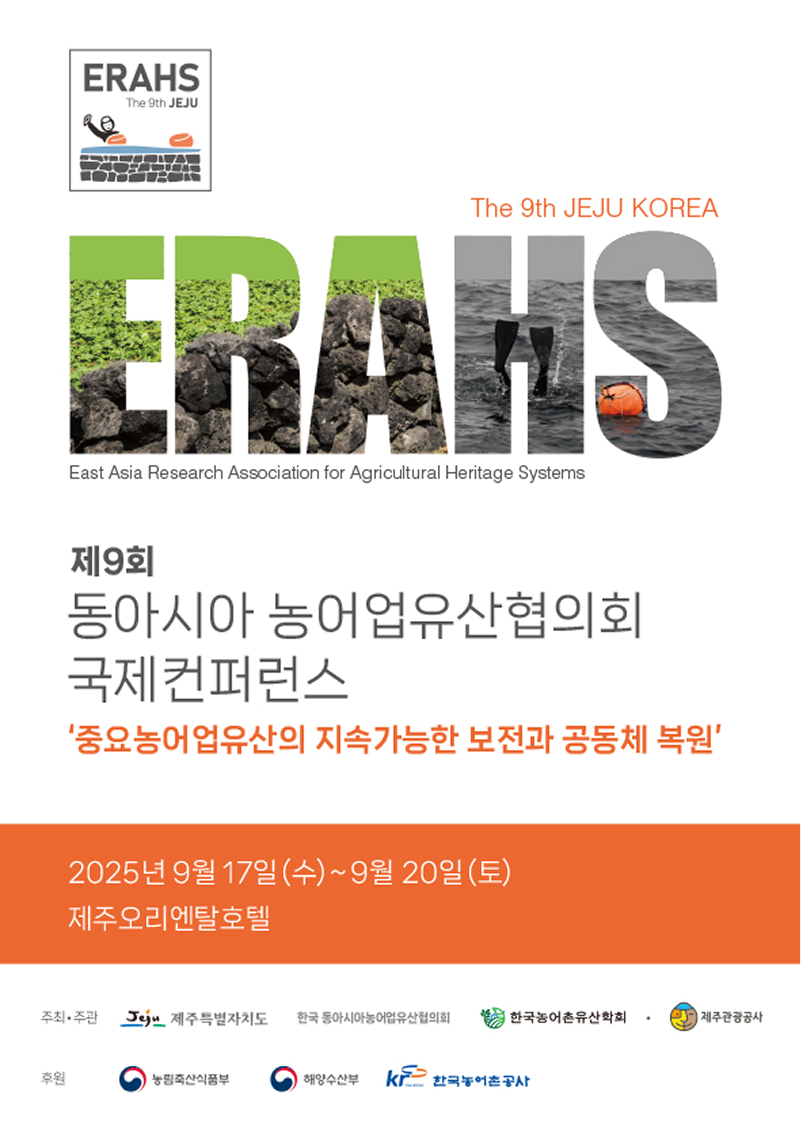 ERAHS
The 9th JEJU
The 9th JEJU KOREA
ERAHS
East Asia Research Association for Agricultural Heritage Systems
제9회
동아시아 농어업유산협의회
국제컨퍼런스
'중요농어업유산의 지속가능한 보전과 공동체 복원'
2025년 9월 17일(수)~9월 20일(토)
제주오리엔탈호텔
주최•주관 Jeju 제주특별자치도 한국 동아시아농어업유산협의회 한국농어촌유산학회 • 제주관광공사
후원 농림축산식품부 해양수산부 KR 한국농어촌공사